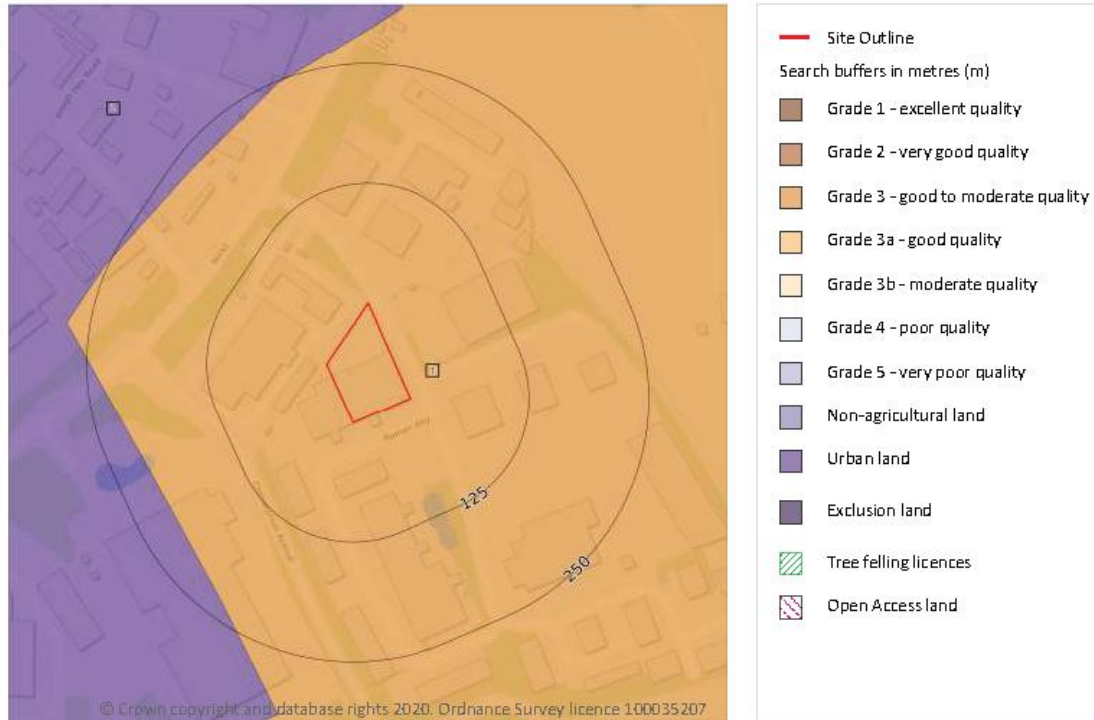 Site Outline
Search buffers in metres (m)
Grade 1 - excellent quality
Grade 2 - very good quality
Grade 3 - good to moderate quality
Grade 3a - good quality
Grade 3b - moderate quality
Grade 4 - poor quality
Grade 5 - very poor quality
Non-agricultural land
Urban land
Exclusion land
Tree felling licences
Open Access land
125
250
© Crown copyright and database rights 2020. Ordnance Survey licence 100035207